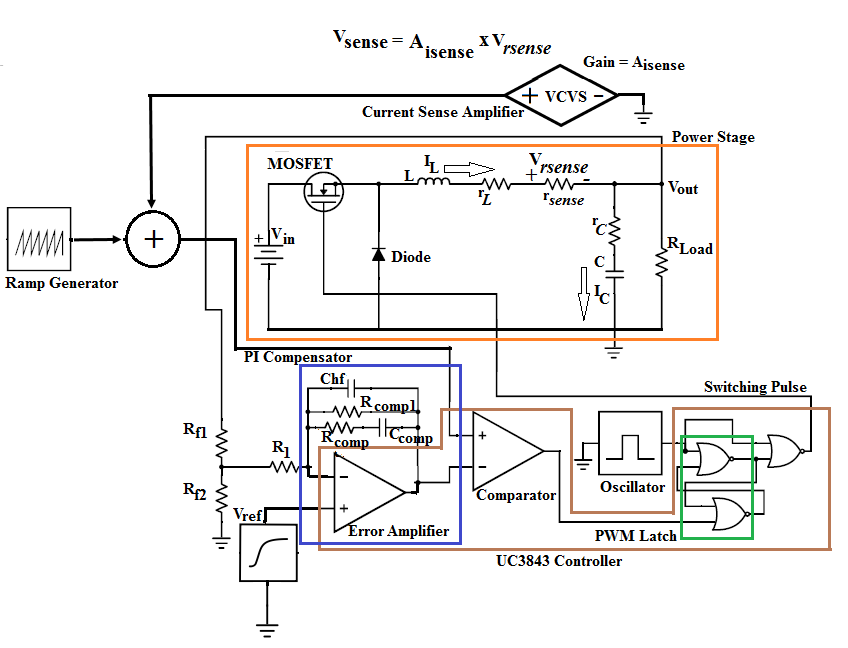 Vsense = Aisense x Vrsense
Gain = Aisense
+ VCVS −
Current Sense Amplifier
Power Stage
MOSFET
IL
L
Vrsense
+ -
rL
rsense
Vout
+ Vin
Diode
rC
C
IC
RLoad
+
Ramp Generator
PI Compensator
Chf
Rcomp1
Rcomp
Ccomp
Switching Pulse
Rf1
R1
Rf2
Vref
−
+
Error Amplifier
+
−
Comparator
Oscillator
PWM Latch
UC3843 Controller